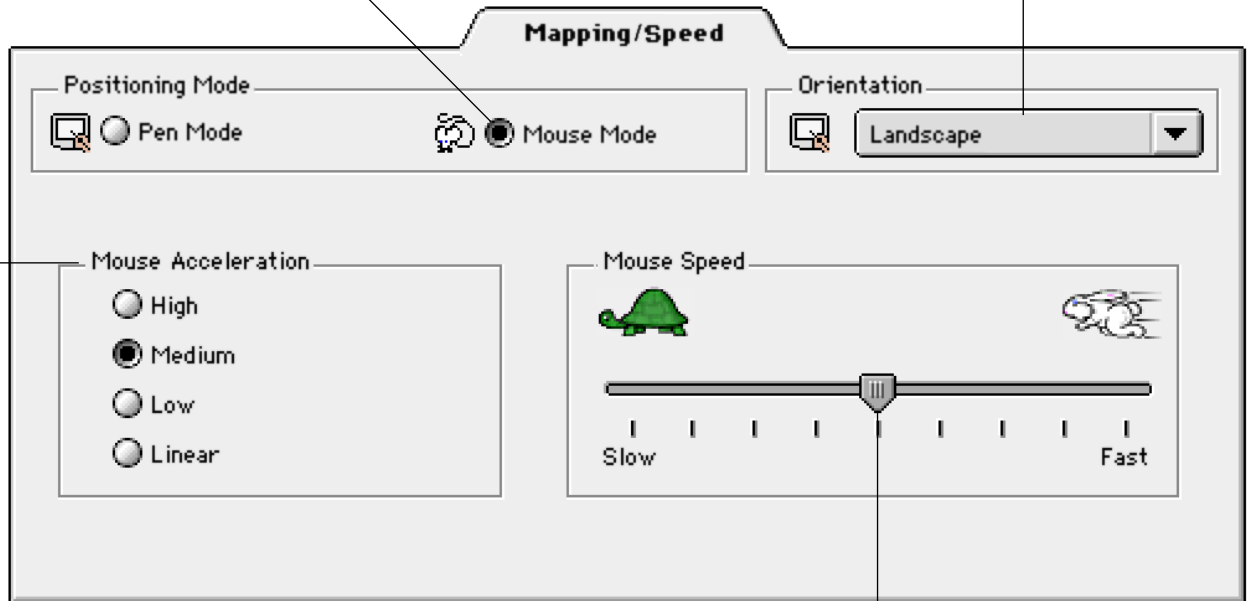 Mapping/Speed
Positioning Mode
Pen Mode
Mouse Mode
Orientation
Landscape
Mouse Acceleration
High
Medium
Low
Linear
Mouse Speed
Slow
Fast